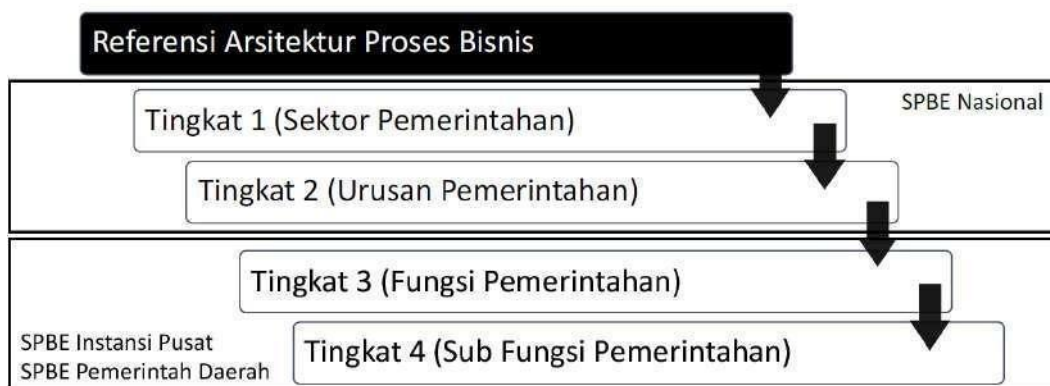 Referensi Arsitektur Proses Bisnis
Tingkat 1 (Sektor Pemerintahan)
SPBE Nasional
Tingkat 2 (Urusan Pemerintahan)
Tingkat 3 (Fungsi Pemerintahan)
SPBE Instansi Pusat
SPBE Pemerintah Daerah
Tingkat 4 (Sub Fungsi Pemerintahan)